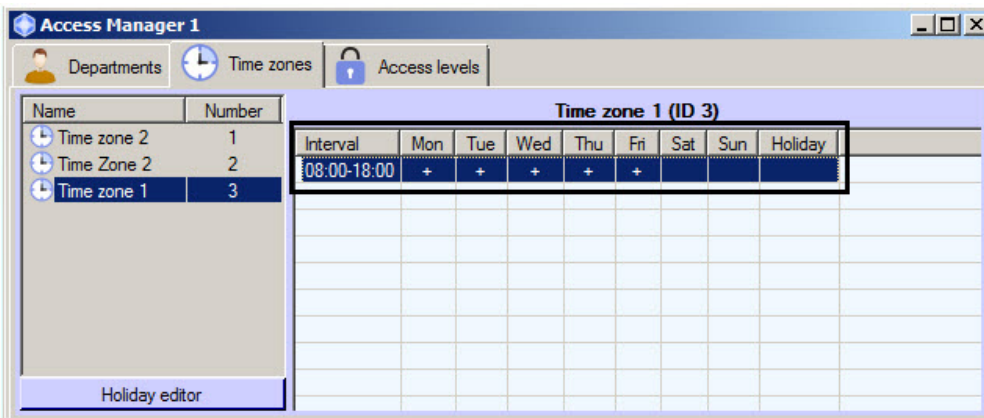 Access Manager 1
Departments Time zones Access levels
Name Number Time zone 1 (ID 3)
Time zone 2 1
Interval Mon Tue Wed Thu Fri Sat Sun Holiday
Time Zone 2 2
08:00-18:00 + + + + +
Time zone 1 3
Holiday editor